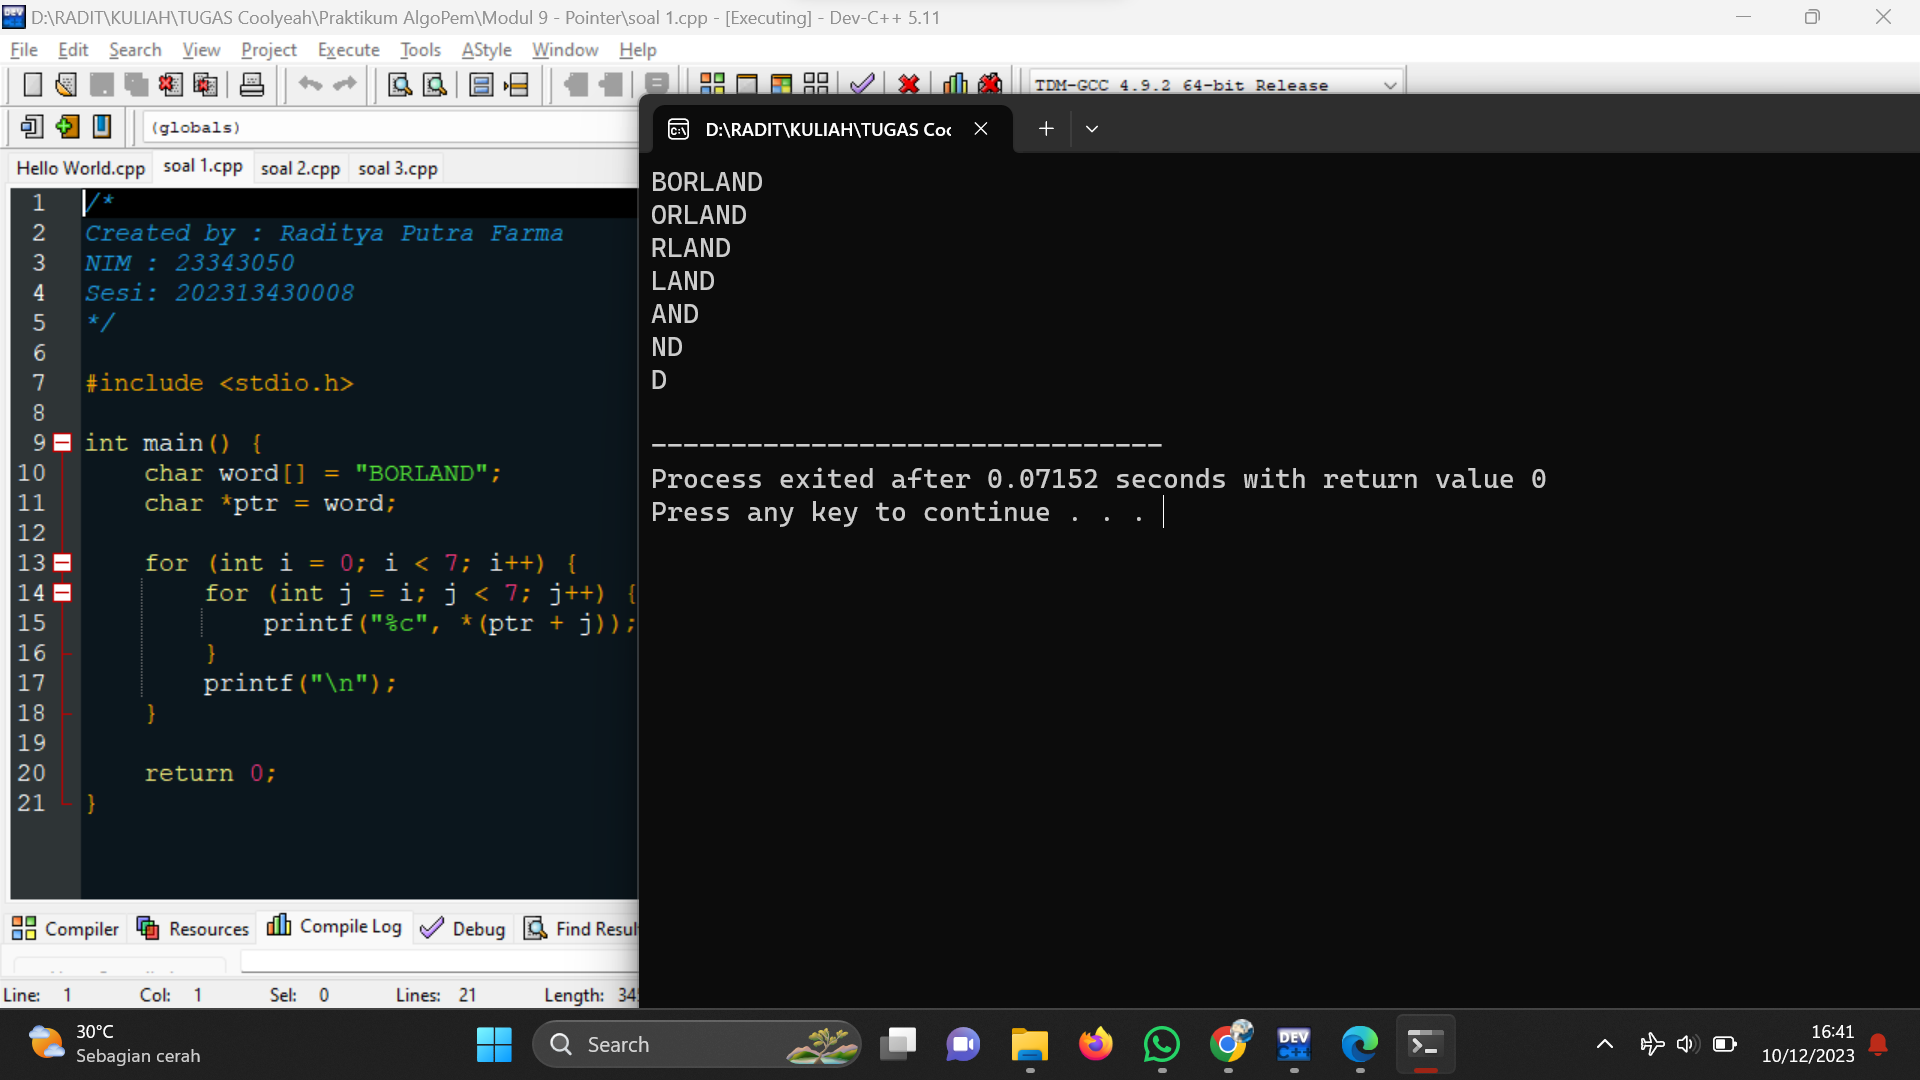 D:\RADIT\KULIAH\TUGAS Coolyeah\Praktikum AlgoPem\Modul 9 - Pointer\soal 1.cpp - [Executing] - Dev-C++ 5.11
File Edit Search View Project Execute Tools AStyle Window Help
TDM-GCC 4.9.2 64-bit Release
(globals)
Hello World.cpp soal 1.cpp soal 2.cpp soal 3.cpp
1 /*
2 Created by : Raditya Putra Farma
3 NIM : 23343050
4 Sesi: 202313430008
5 */
6
7 #include <stdio.h>
8
9 int main() {
10 char word[] = "BORLAND";
11 char *ptr = word;
12
13 for (int i = 0; i < 7; i++) {
14 for (int j = i; j < 7; j++) {
15 printf("%c", *(ptr + j));
16 }
17 printf("\n");
18 }
19
20 return 0;
21 }
D:\RADIT\KULIAH\TUGAS Coo
BORLAND
ORLAND
RLAND
LAND
AND
ND
D
--------------------------------
Process exited after 0.07152 seconds with return value 0
Press any key to continue . . .
Compiler Resources Compile Log Debug Find Resul
Line: 1 Col: 1 Sel: 0 Lines: 21 Length: 34
30°C
Sebagian cerah
Search
DEV C++
16:41
10/12/2023